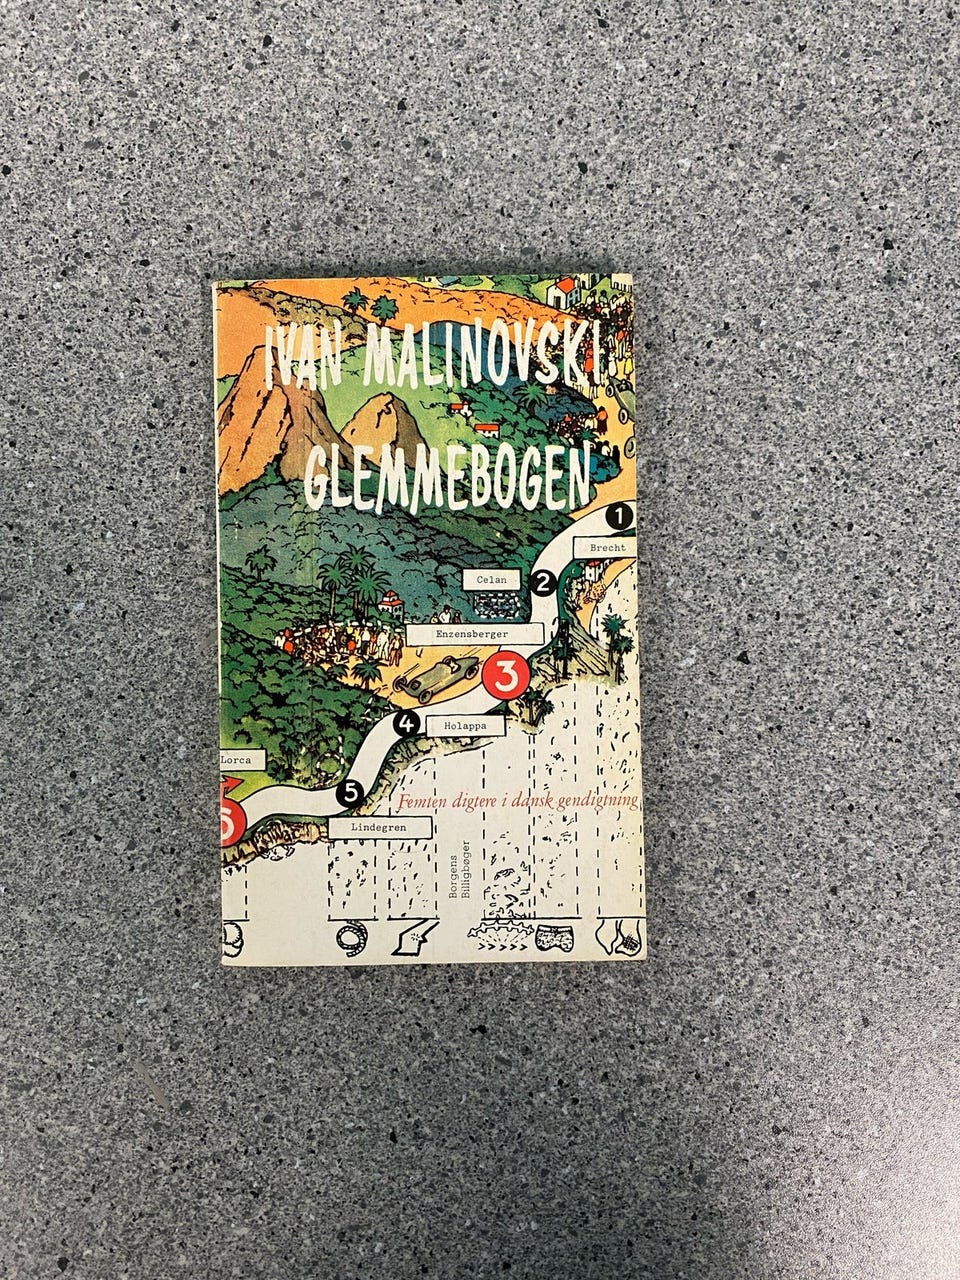 IVAN MALINOVSKI
GLEMMEBOGEN
1
Brecht
Celan
2
Enzensberger
3
4
Holappa
Lorca
5
6
Femten digtere i dansk gendigtning
Lindegren
Borgens
Billigbøger